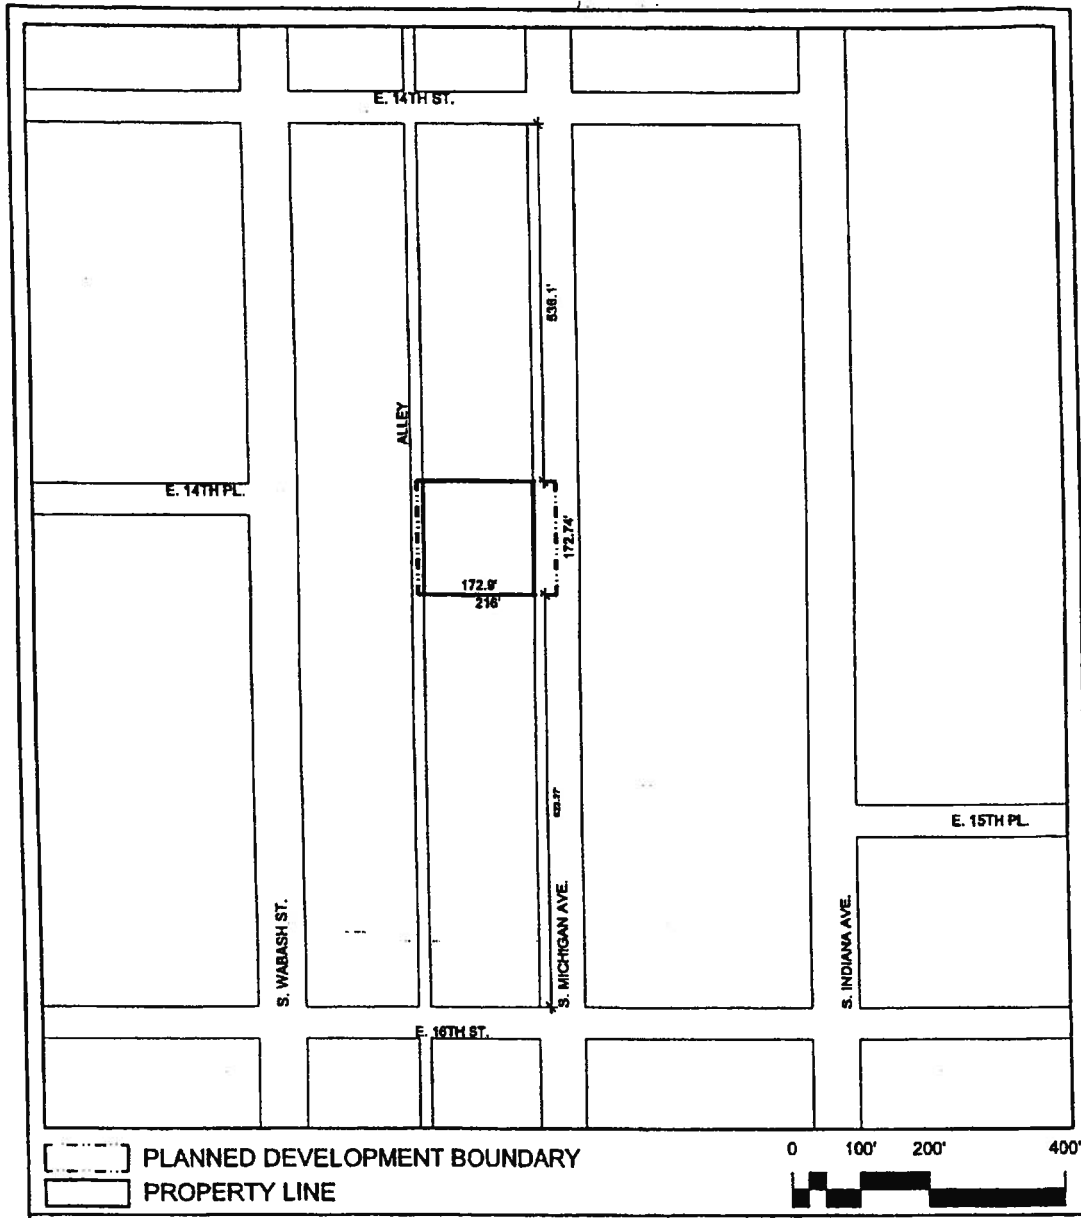 E. 14TH ST.
536.1'
ALLEY
E. 14TH PL.
172.74'
172.9'
216'
E. 15TH PL.
S. WABASH ST.
S. MICHIGAN AVE.
S. INDIANA AVE.
E. 16TH ST.
PLANNED DEVELOPMENT BOUNDARY
PROPERTY LINE
0 100' 200' 400'